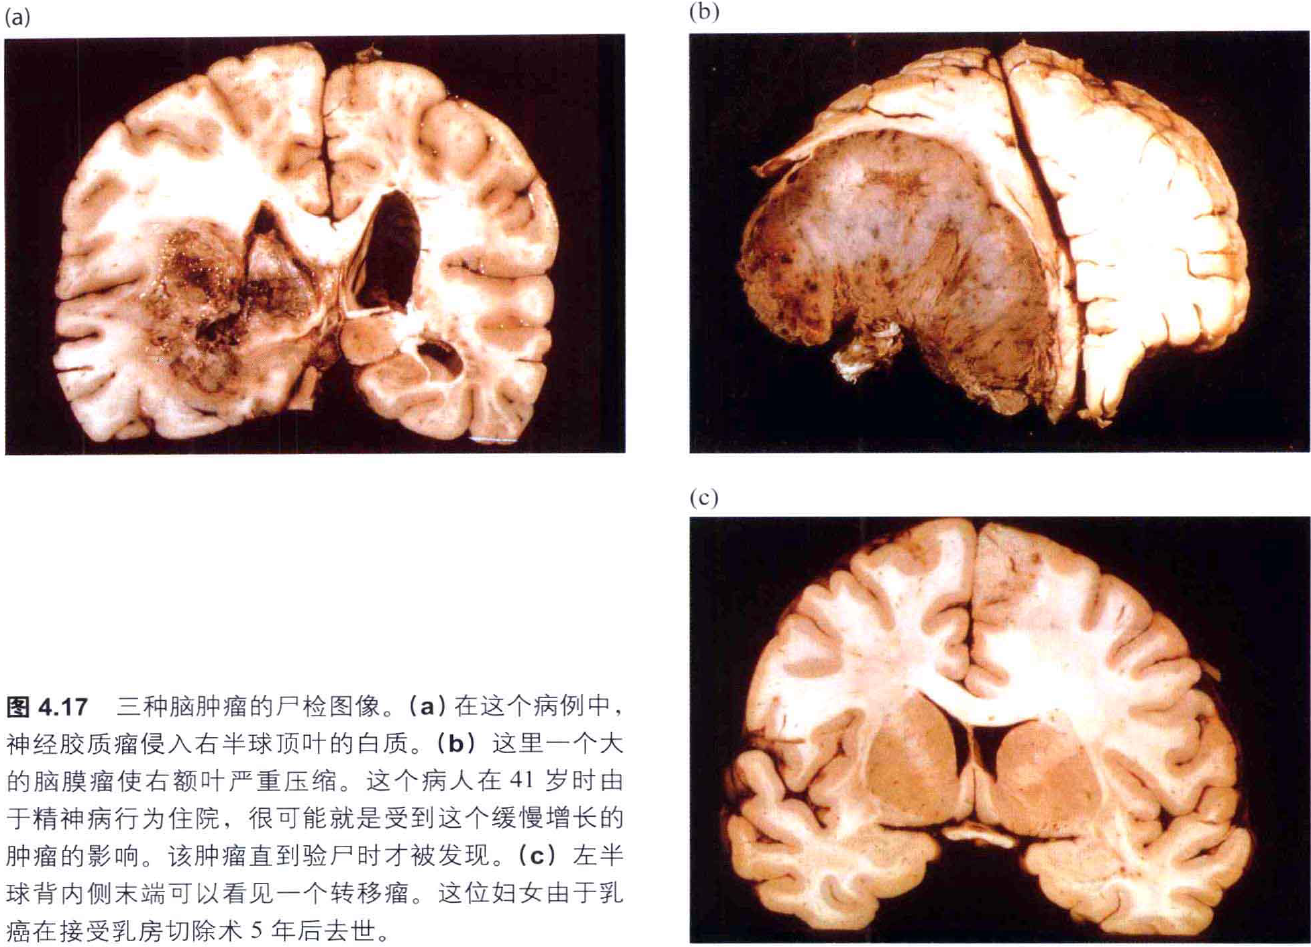 (a)
(b)
(c)
图 4.17 三种脑肿瘤的尸检图像。(a) 在这个病例中，
神经胶质瘤侵入右半球顶叶的白质。(b) 这里一个大
的脑膜瘤使右额叶严重压缩。这个病人在 41 岁时由
于精神病行为住院，很可能就是受到这个缓慢增长的
肿瘤的影响。该肿瘤直到验尸时才被发现。(c) 左半
球背内侧末端可以看见一个转移瘤。这位妇女由于乳
癌在接受乳房切除术 5 年后去世。